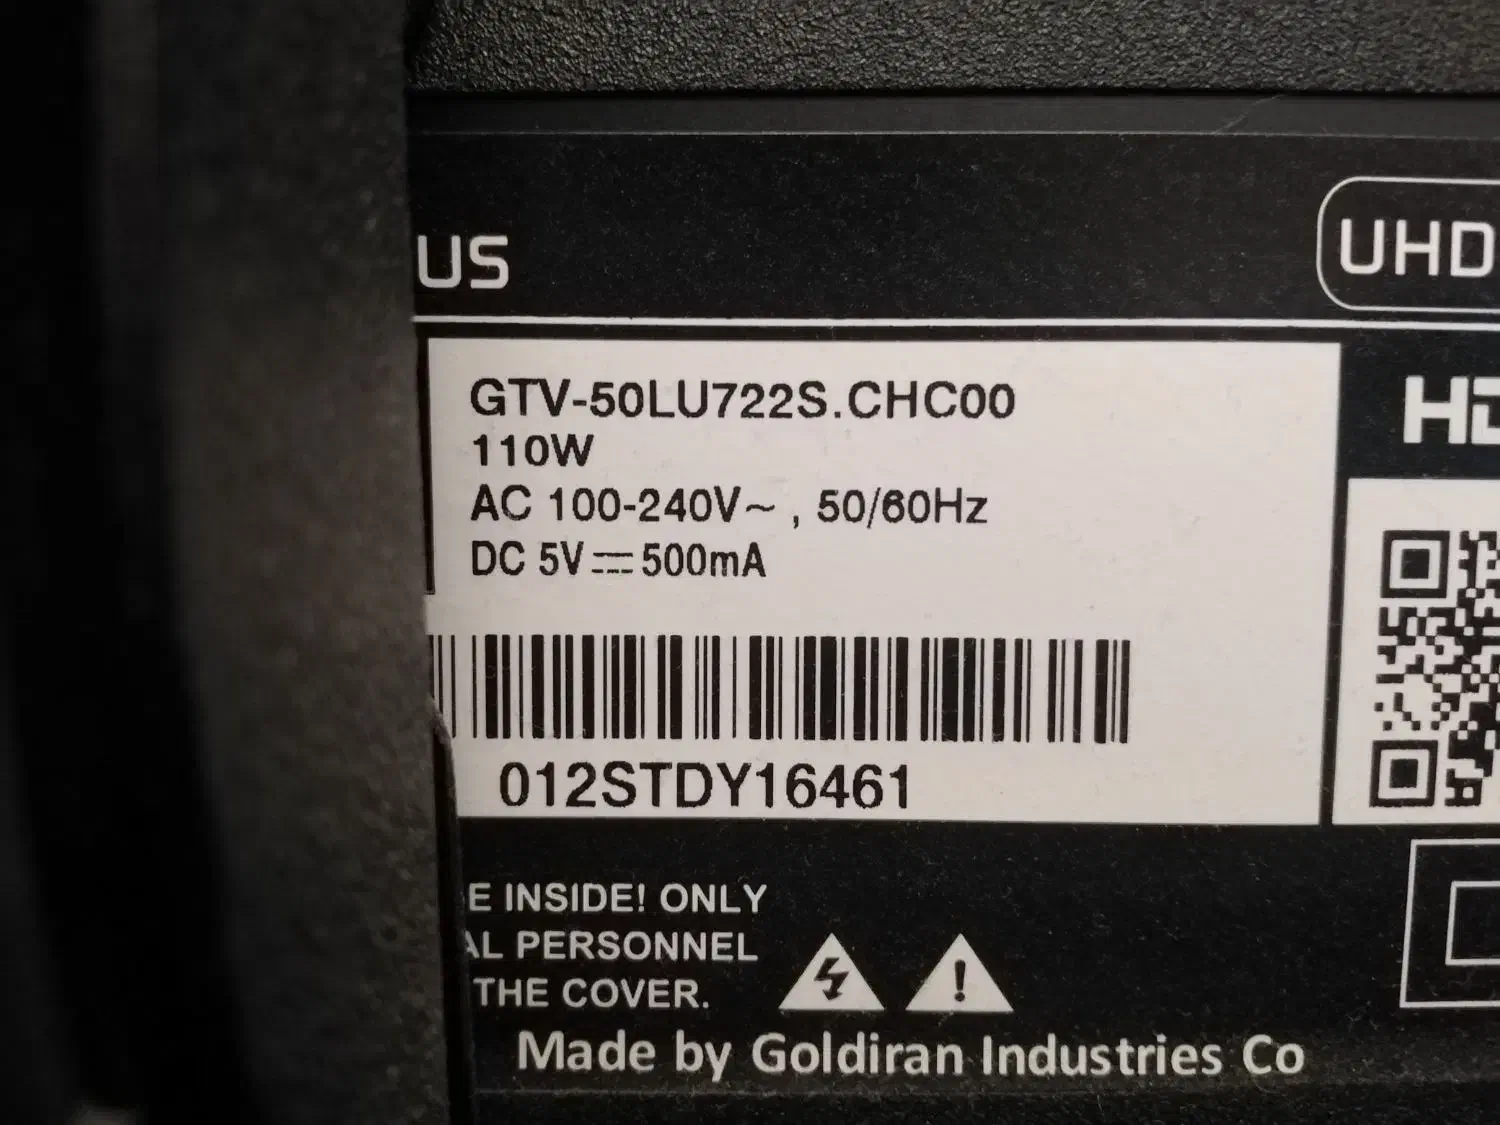 US
UHD
GTV-50LU722S.CHC00
110W
AC 100-240V~ , 50/60Hz
DC 5V⎓500mA
012STDY16461
E INSIDE! ONLY
AL PERSONNEL
THE COVER.
Made by Goldiran Industries Co